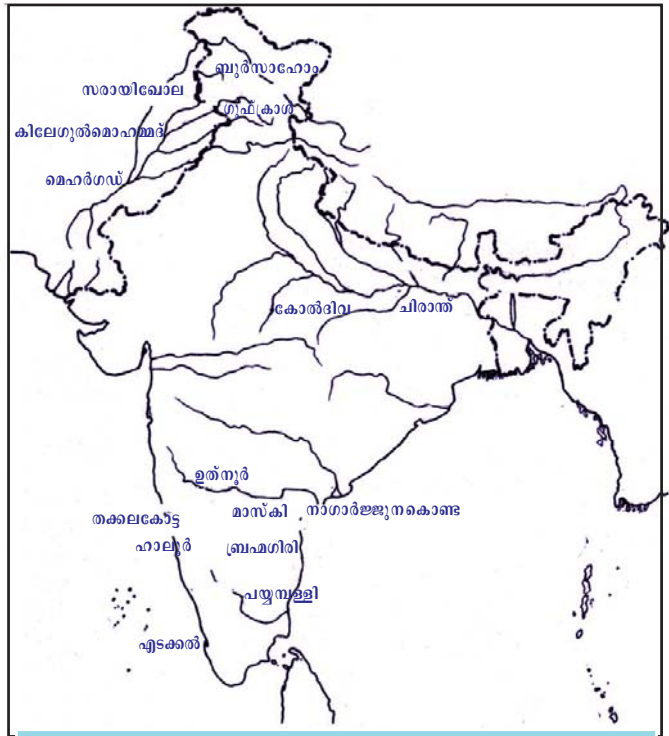 ബുർസാഹോം
സരായിഖോല
ഗുഫ്ക്രാൾ
കിലേഗുൽമൊഹമ്മദ്
മെഹർഗഡ്
കോൽദിവ
ചിരാന്ത്
ഉത്നൂർ
മാസ്കി
നാഗാർജ്ജുനകൊണ്ട
തക്കലകോട്ട
ഹാലൂർ
ബ്രഹ്മഗിരി
പയ്യമ്പള്ളി
എടക്കൽ